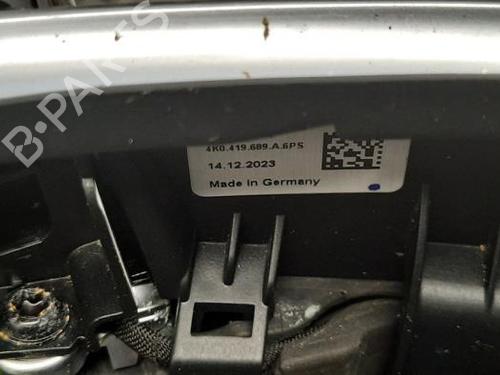 B-PARTS
4K0.419.689.A.6PS
14.12.2023
Made in Germany